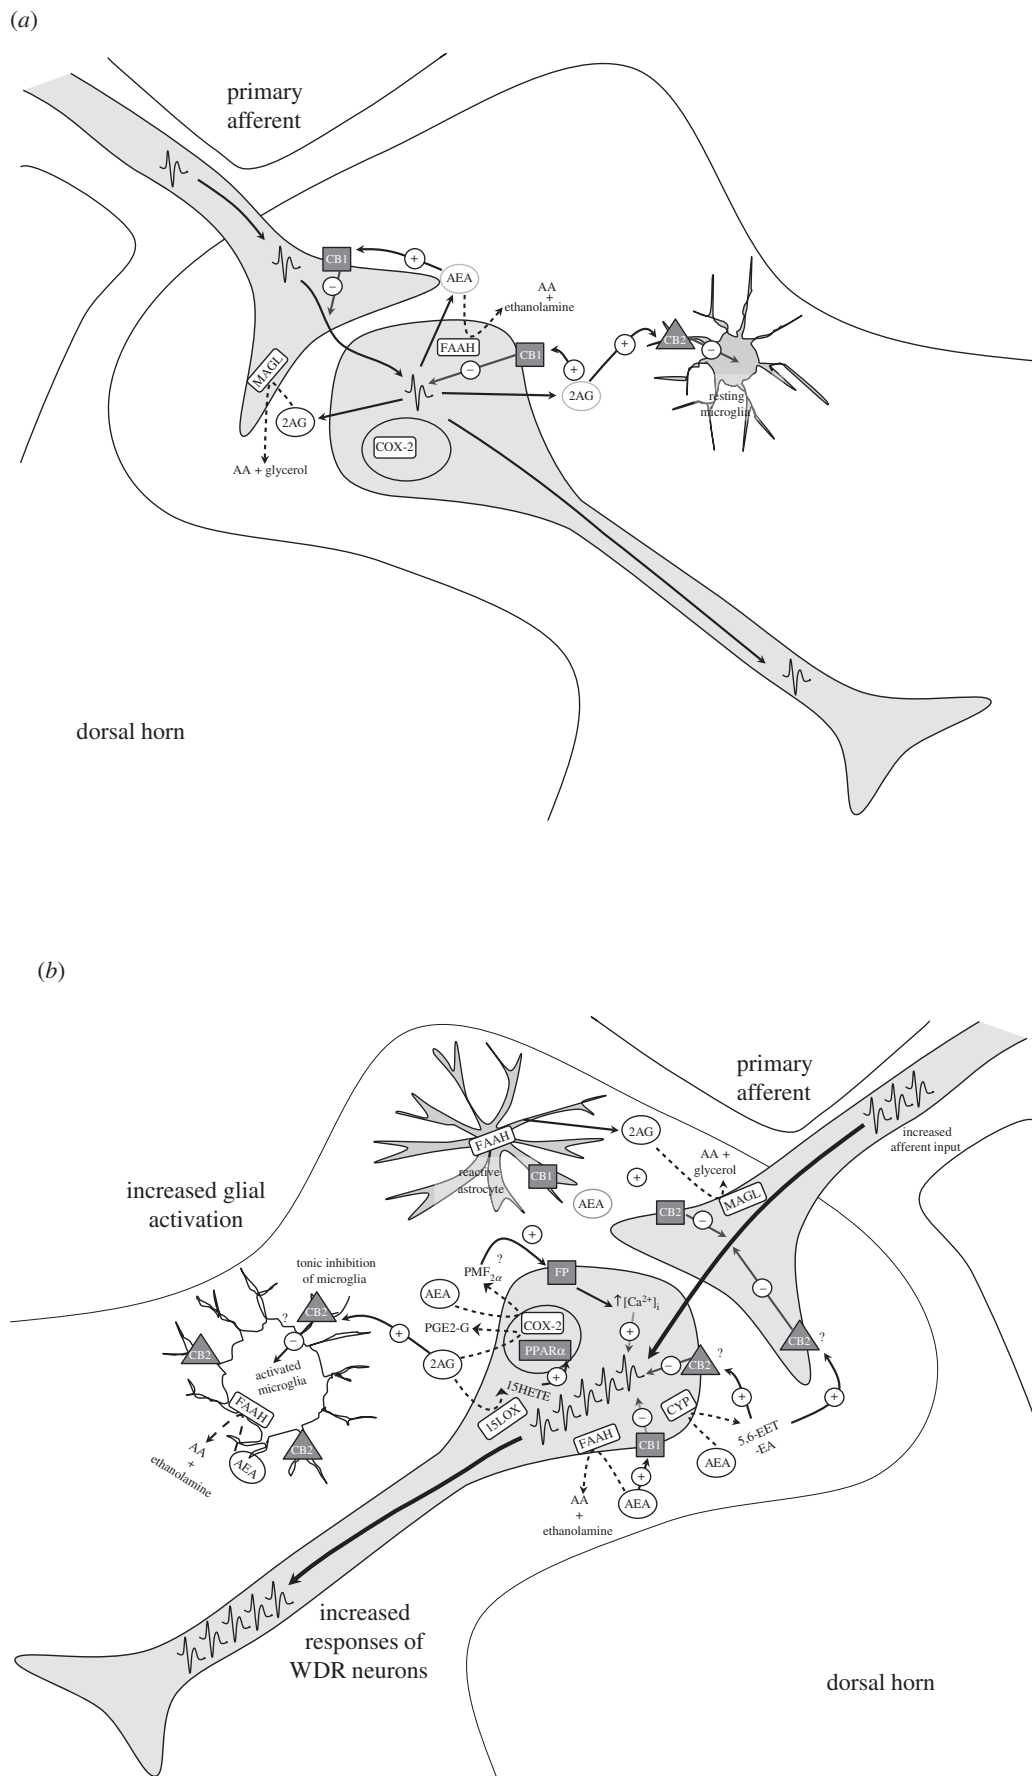 (a)
primary
afferent
CB1
+
AEA
–
AA
+
ethanolamine
FAAH
CB1
+
CB2
–
MAGL
–
+
2AG
resting
microglia
2AG
COX-2
AA + glycerol
dorsal horn
(b)
primary
afferent
increased
afferent input
2AG
FAAH
AA +
glycerol
reactive
astrocyte
CB1
+
MAGL
increased glial
activation
AEA
CB2
–
+
?
tonic inhibition
of microglia
PMF2α
FP
AEA
↑[Ca²⁺]i
–
CB2
?
–
COX-2
+
PGE2-G
+
CB2
?
CB2
activated
microglia
2AG
PPARα
+
–
CB2
?
15HETE
CYP
+
+
FAAH
15LOX
–
5,6-EET
-EA
FAAH
CB1
AA
+
ethanolamine
AEA
CB2
AEA
+
AA
+
ethanolamine
AEA
increased
responses of
WDR neurons
dorsal horn